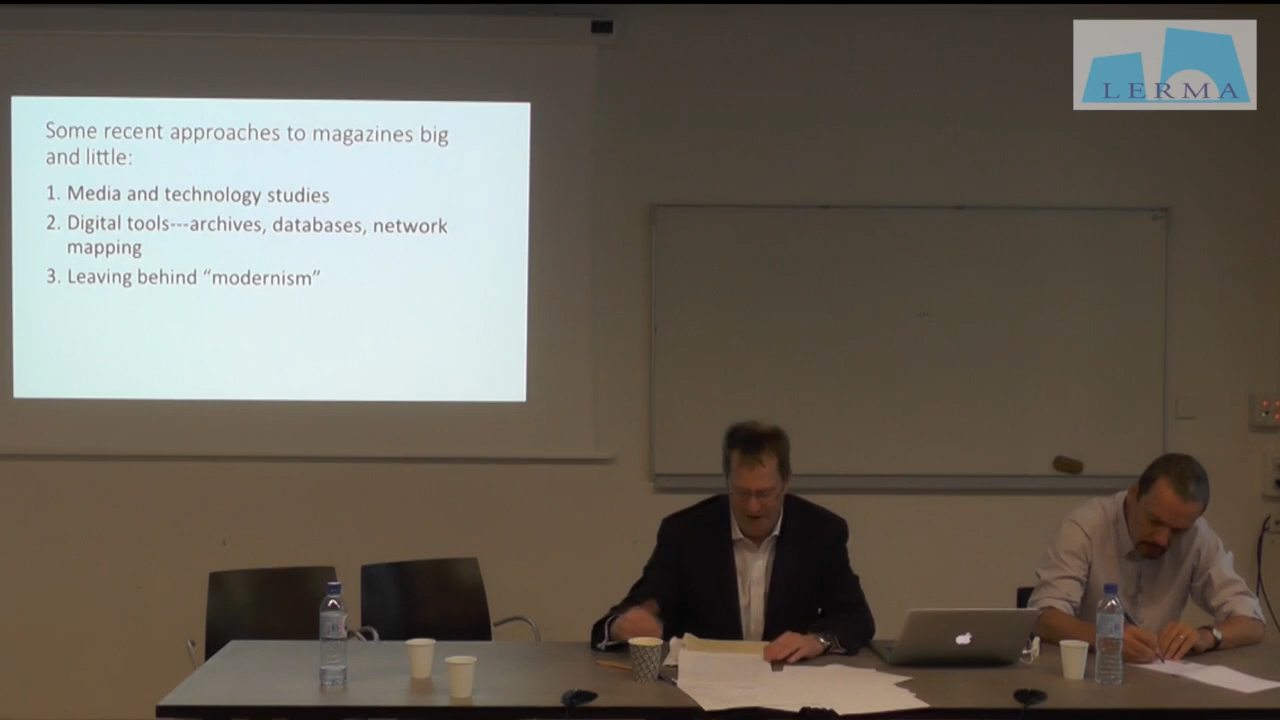 Some recent approaches to magazines big
and little:
1. Media and technology studies
2. Digital tools---archives, databases, network
mapping
3. Leaving behind “modernism”
LERMA